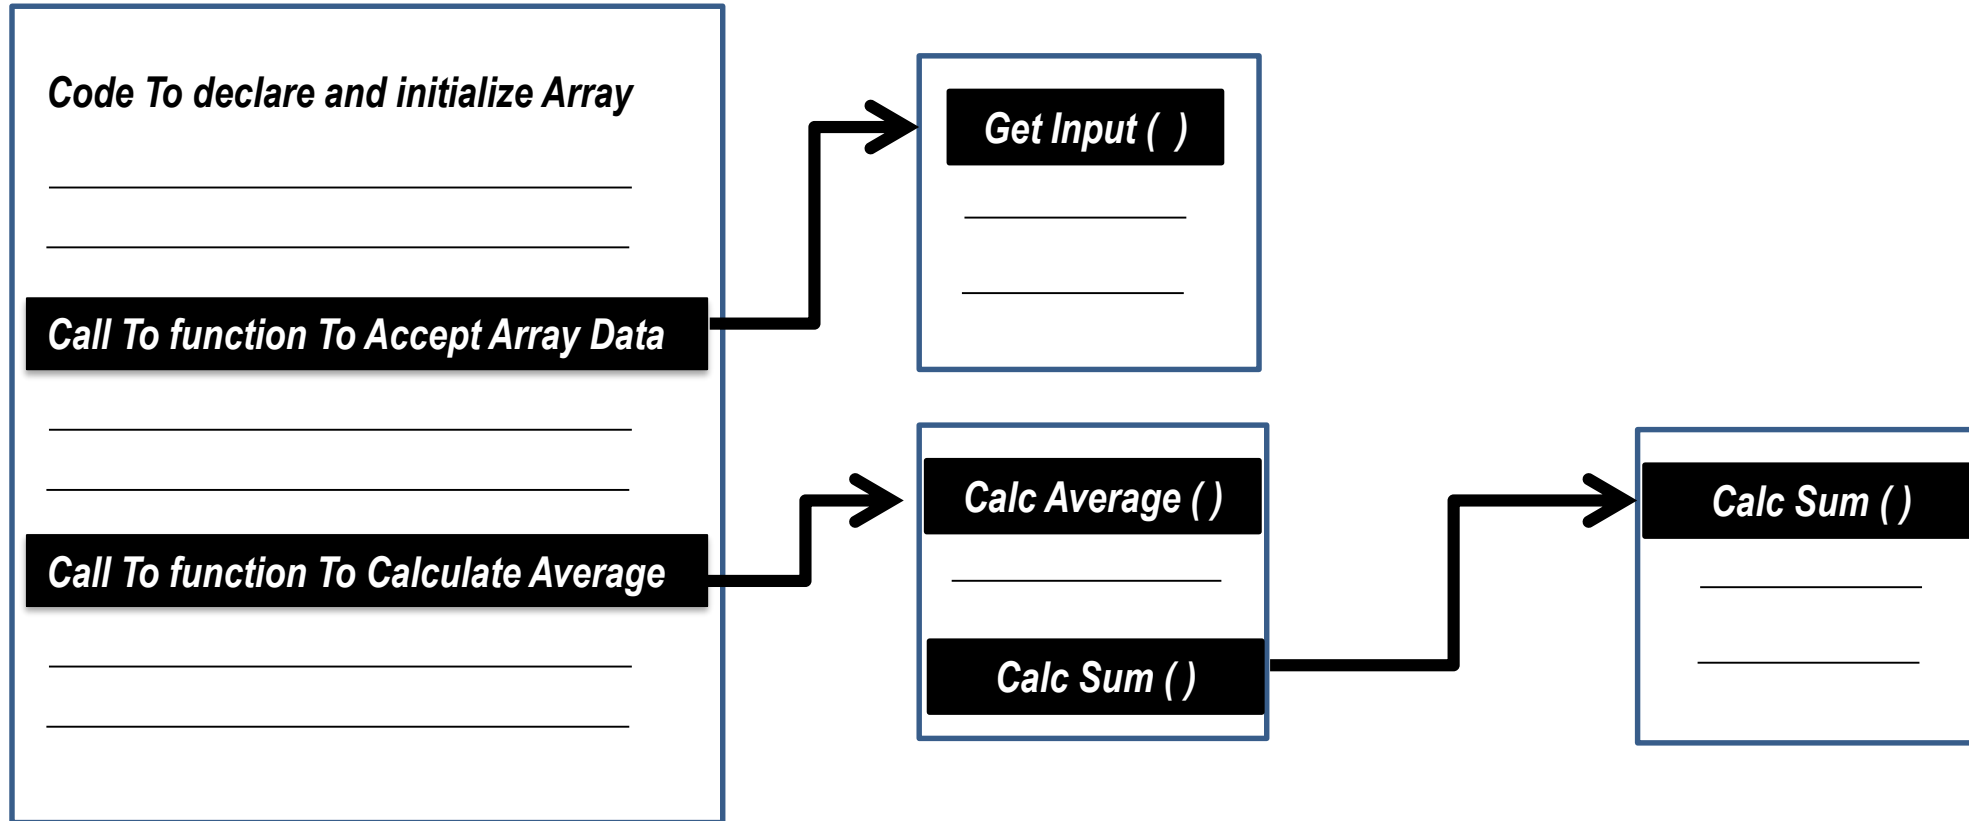 Code To declare and initialize Array
Call To function To Accept Array Data
Call To function To Calculate Average
Get Input ( )
Calc Average ( )
Calc Sum ( )
Calc Sum ( )